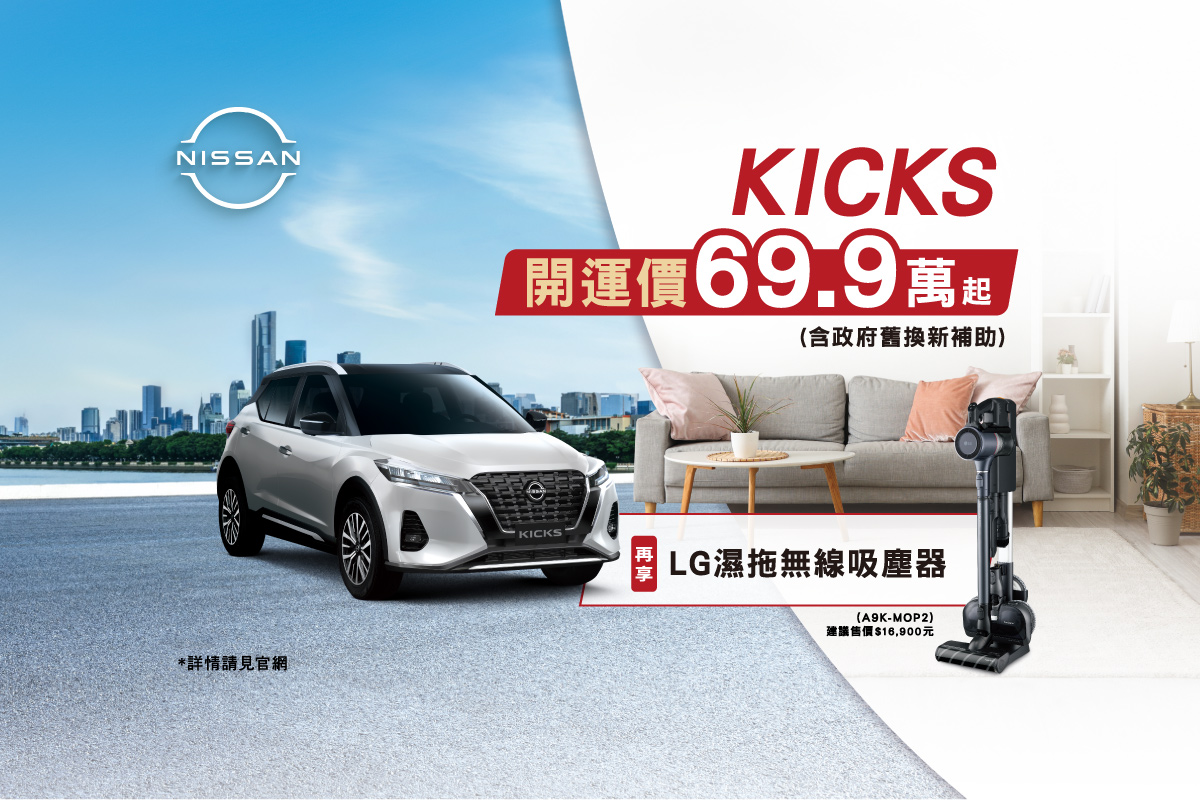 NISSAN
KICKS
開運價69.9萬起
(含政府舊換新補助)
NISSAN
KICKS
再享
LG濕拖無線吸塵器
(A9K-MOP2)
建議售價$16,900元
*詳情請見官網